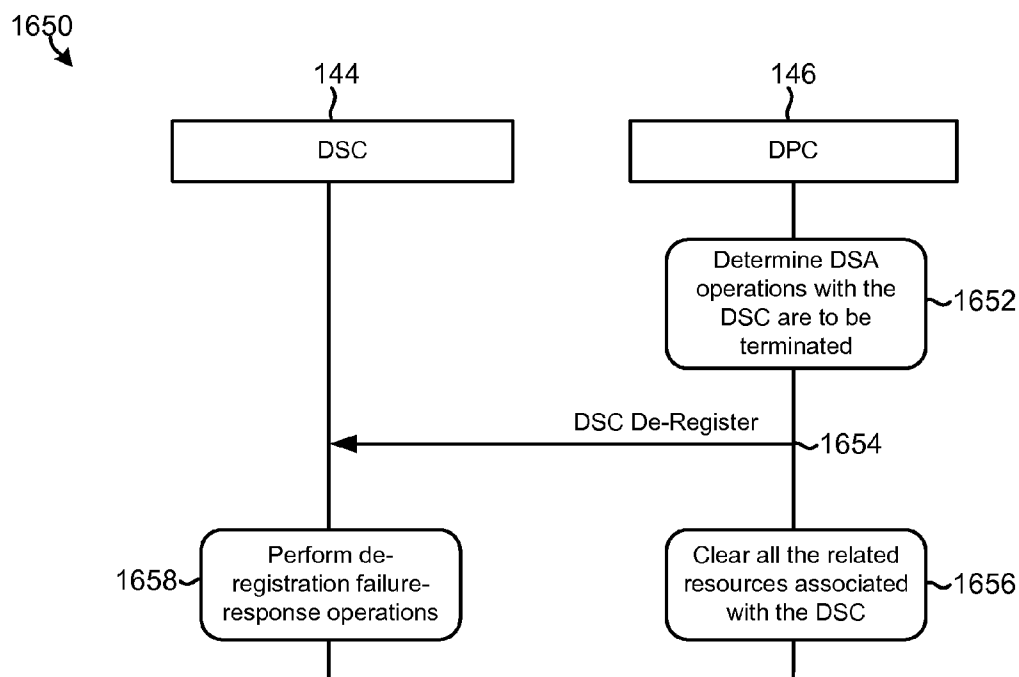 1650
144
146
DSC
DPC
Determine DSA
operations with the
DSC are to be
terminated
1652
DSC De-Register
1654
Perform de-
registration failure-
response operations
1658
Clear all the related
resources associated
with the DSC
1656